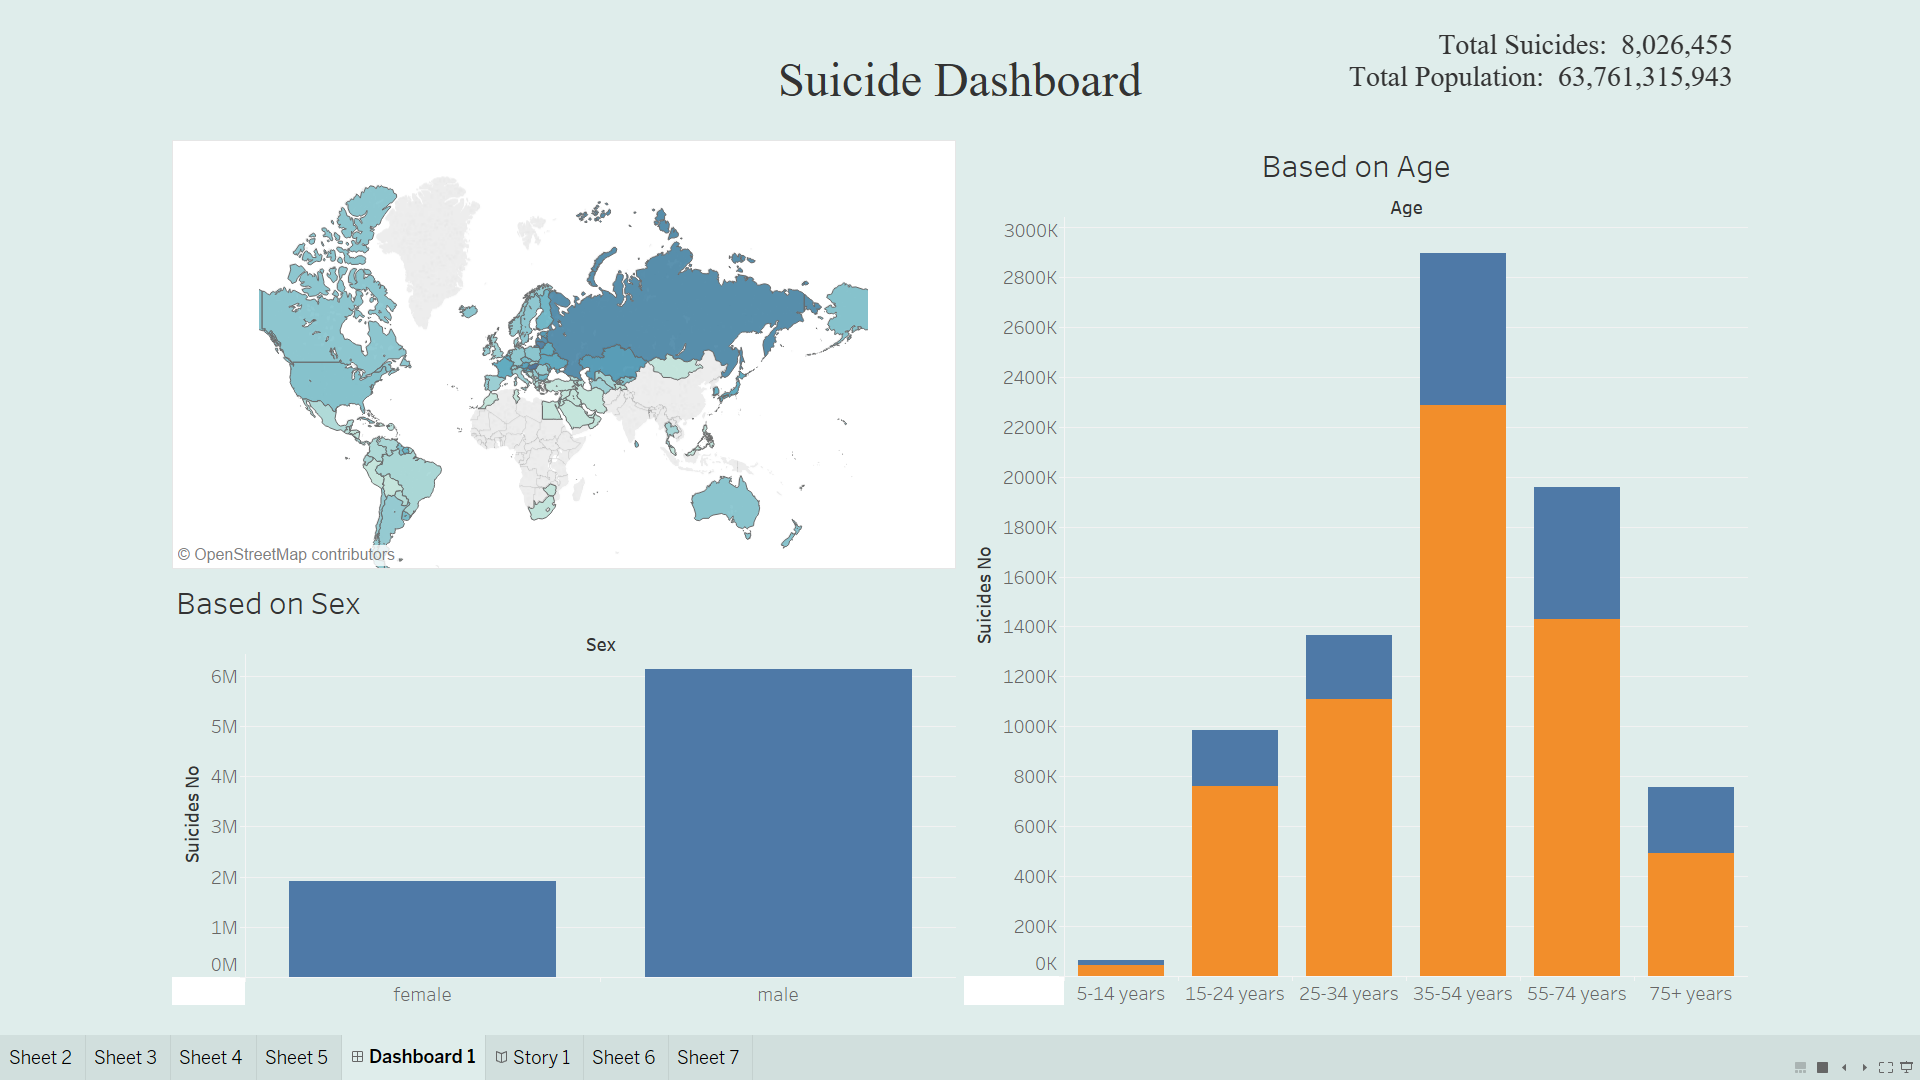 Total Suicides: 8,026,455
Total Population: 63,761,315,943
Suicide Dashboard
© OpenStreetMap contributors
Based on Sex
Sex
Suicides No
6M
5M
4M
3M
2M
1M
0M
female male
Based on Age
Age
Suicides No
3000K
2800K
2600K
2400K
2200K
2000K
1800K
1600K
1400K
1200K
1000K
800K
600K
400K
200K
0K
5-14 years 15-24 years 25-34 years 35-54 years 55-74 years 75+ years
Sheet 2 Sheet 3 Sheet 4 Sheet 5 Dashboard 1 Story 1 Sheet 6 Sheet 7